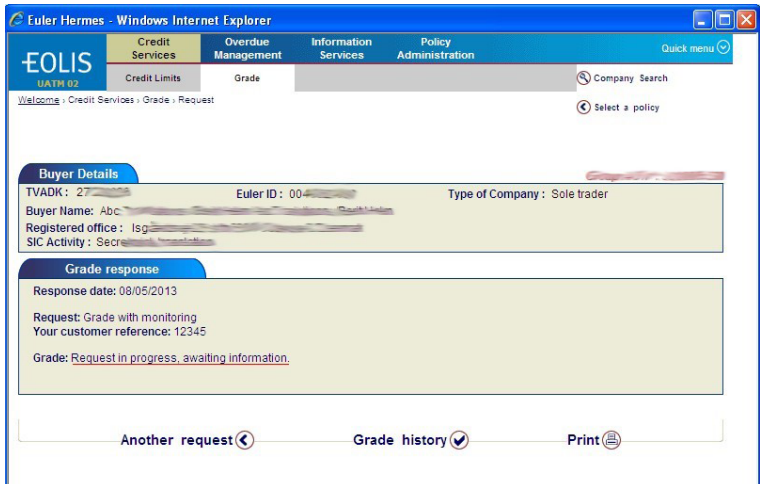 Euler Hermes - Windows Internet Explorer
EOLIS
UATM 02
Credit Services
Overdue Management
Information Services
Policy Administration
Quick menu
Credit Limits
Grade
Company Search
Welcome › Credit Services › Grade › Request
Select a policy
Buyer Details
TVADK : 27
Euler ID : 004
Type of Company : Sole trader
Buyer Name: Abc
Registered office :
SIC Activity :
Grade response
Response date: 08/05/2013
Request: Grade with monitoring
Your customer reference: 12345
Grade: Request in progress, awaiting information.
Another request
Grade history
Print